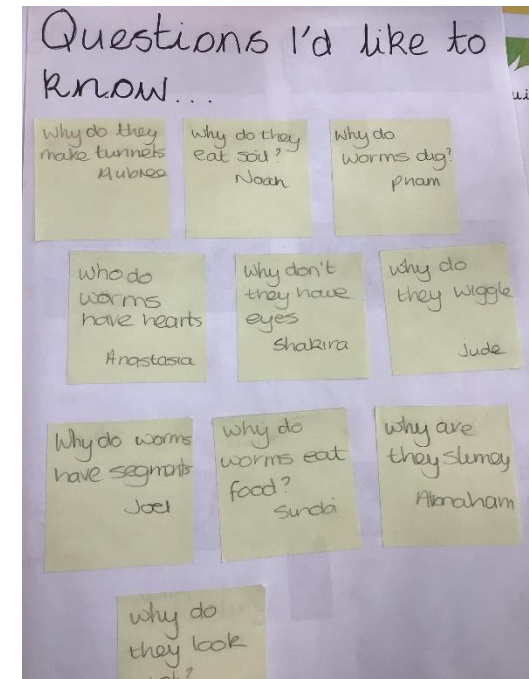 Questions I'd like to
know...
Why do they
make tunnels
Aubree
why do they
eat soil?
Noah
Why do
worms dig?
Pnam
Who do
worms
have hearts
Anastasia
Why don't
they have
eyes
Shakira
why do
they wiggle
Jude
Why do worms
have segments
Joel
why do
worms eat
food?
Sundai
why are
they slimey
Abraham
why do
they look